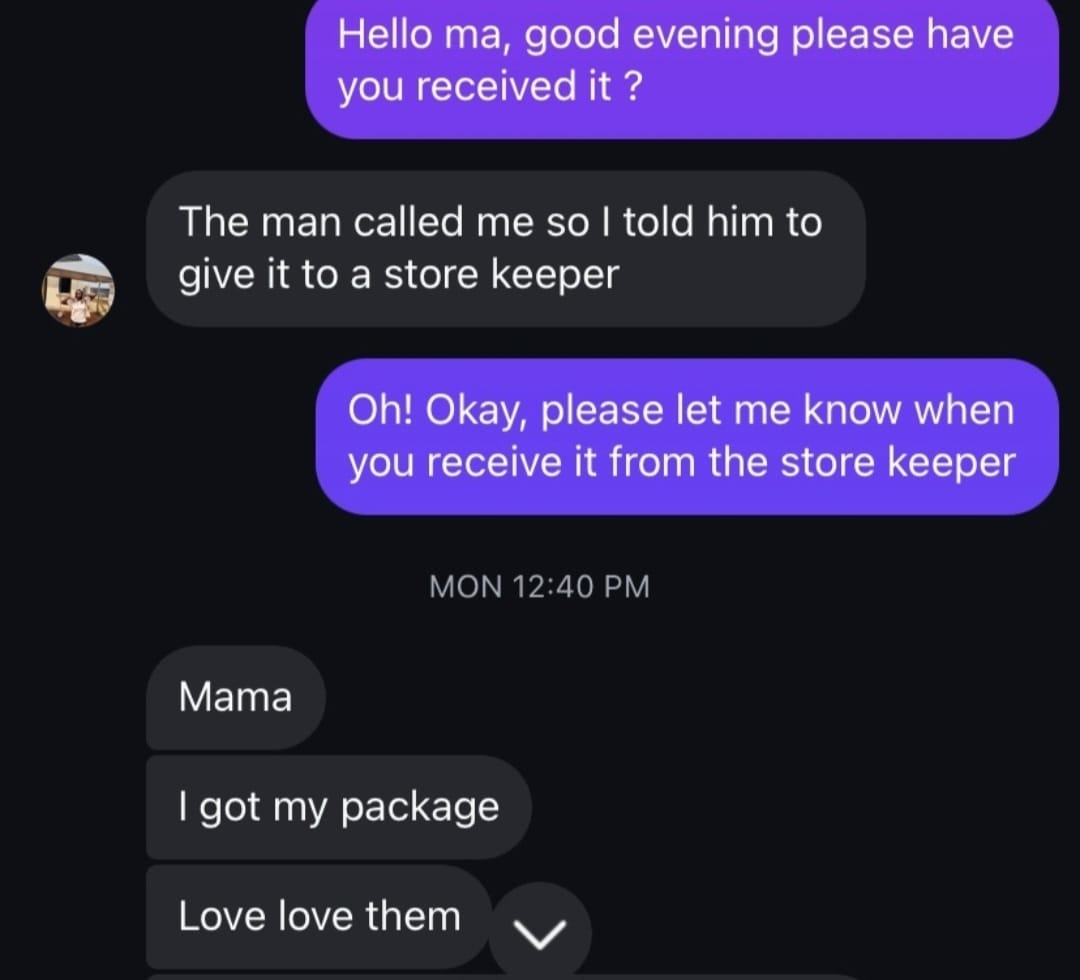 Hello ma, good evening please have
you received it ?
The man called me so I told him to
give it to a store keeper
Oh! Okay, please let me know when
you receive it from the store keeper
MON 12:40 PM
Mama
I got my package
Love love them